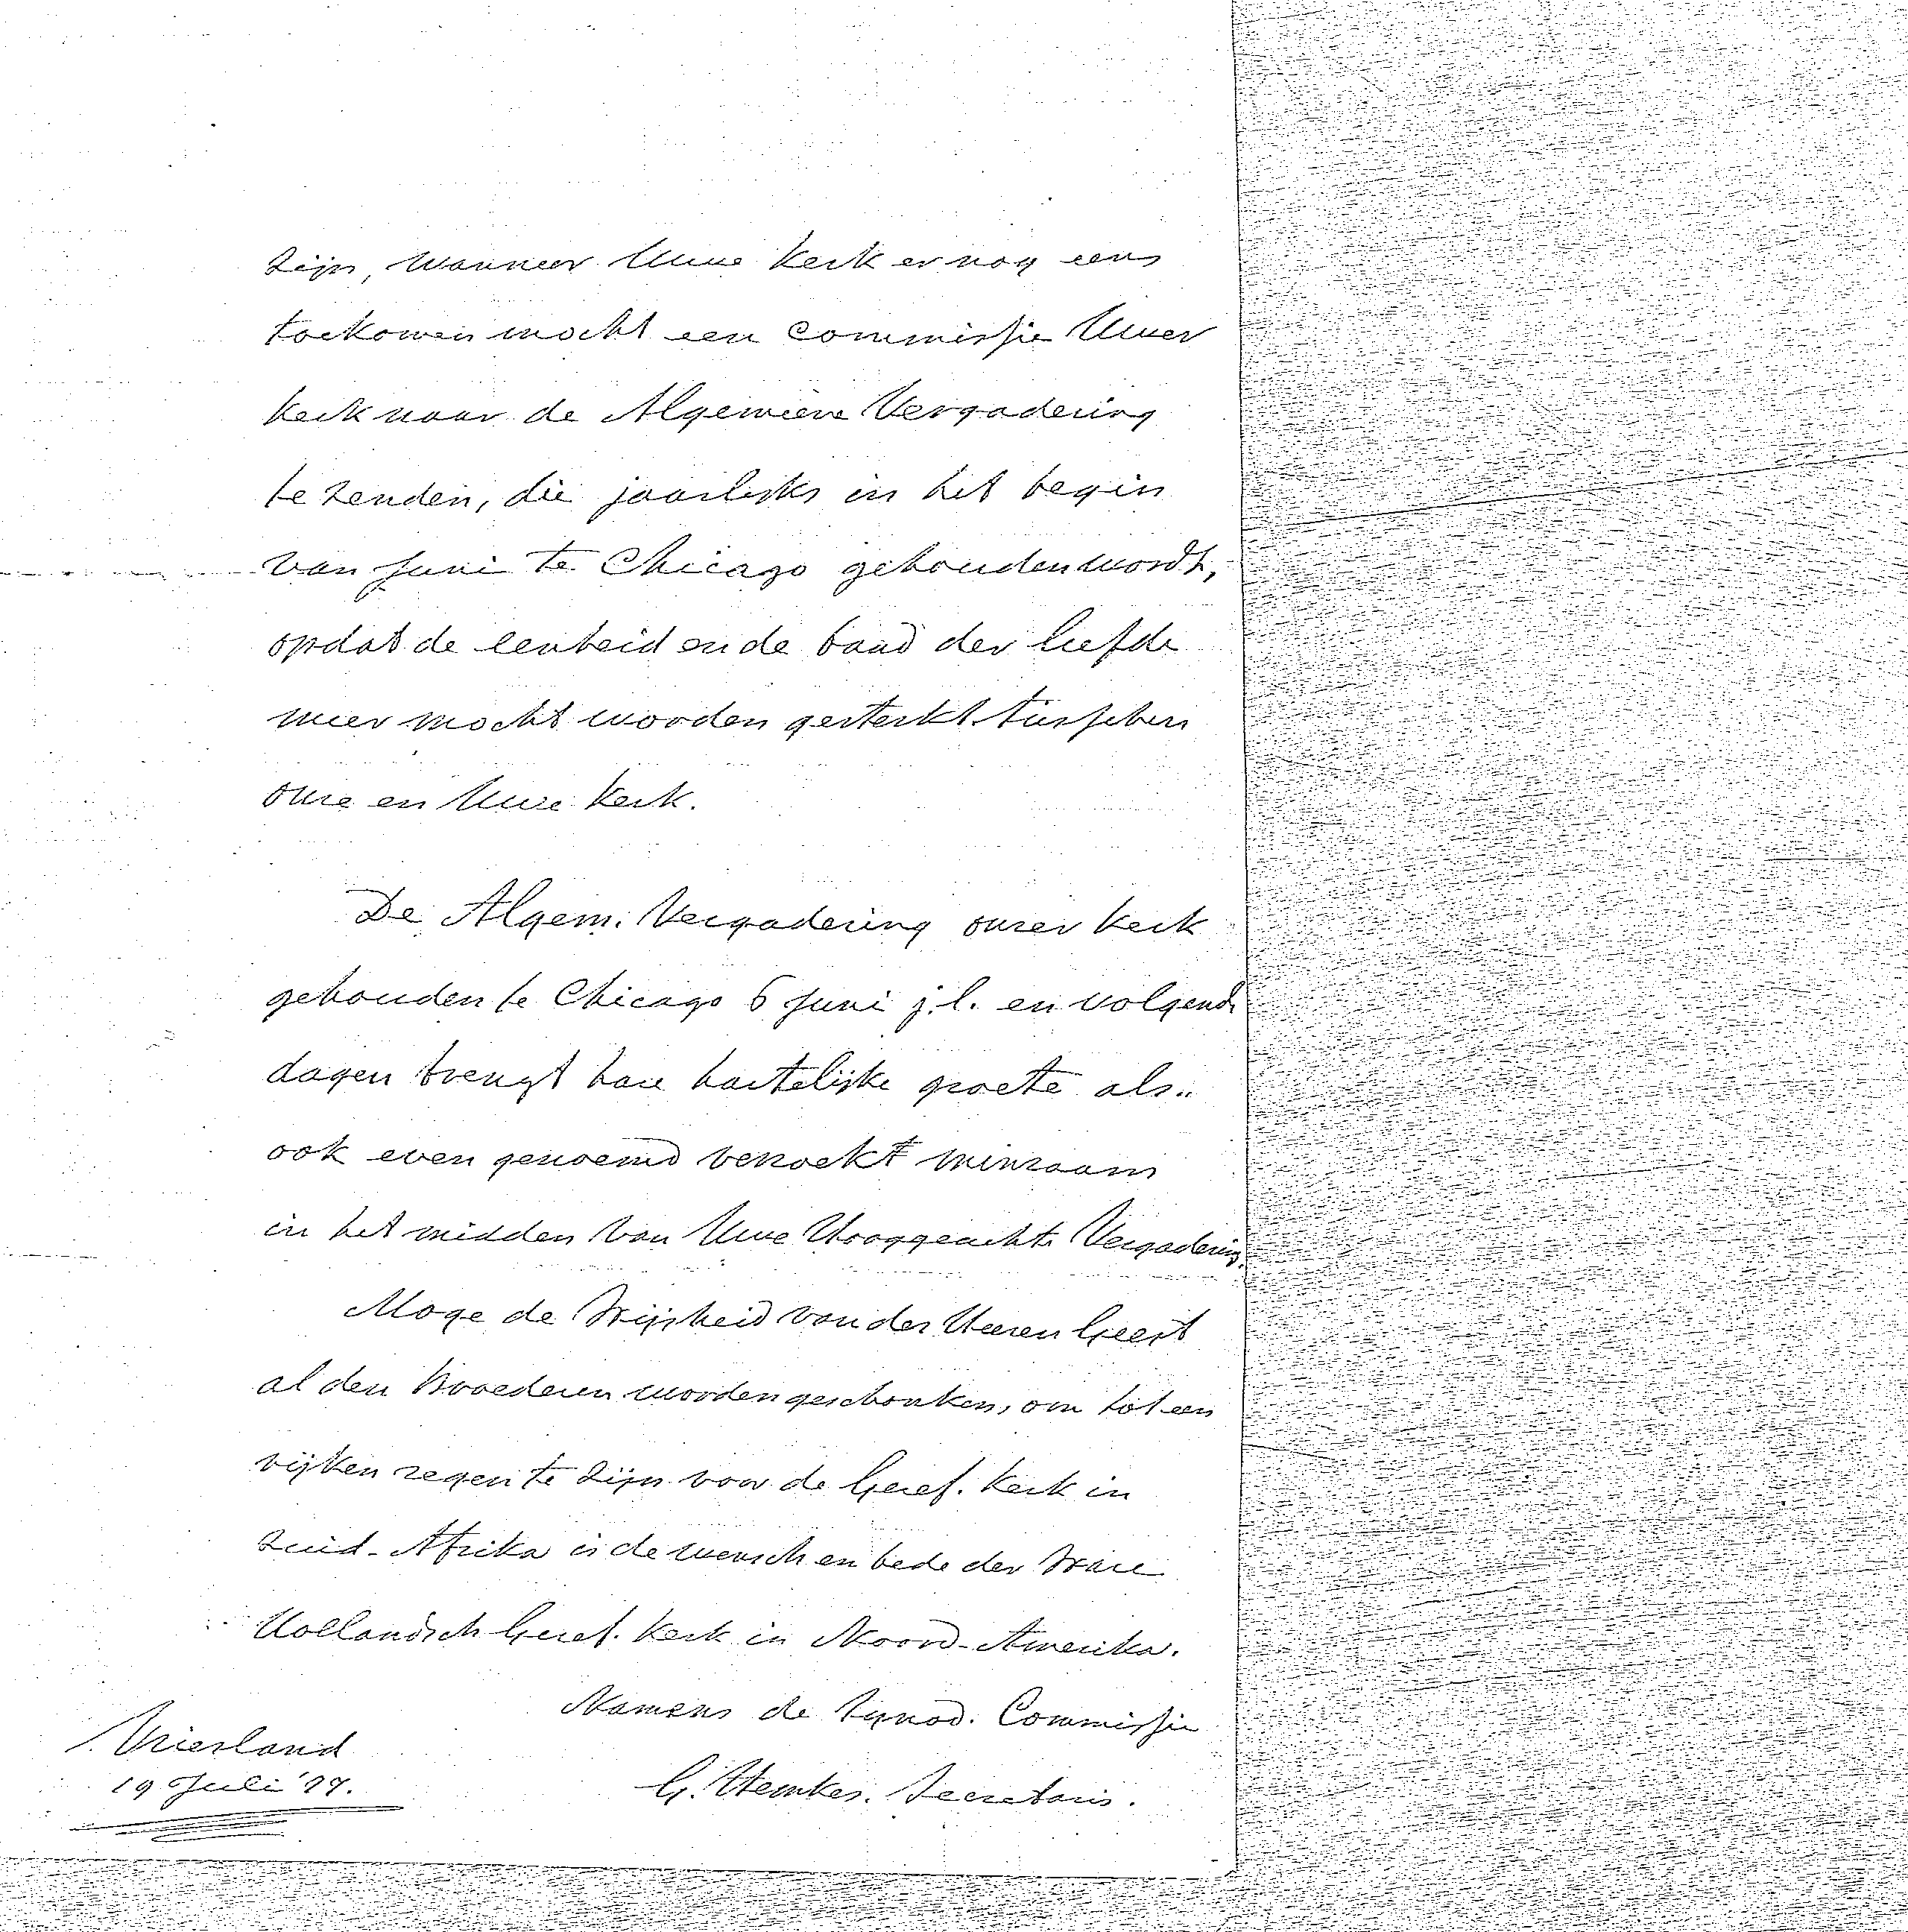 zijn, wanneer Uwe Kerk er nog eens
toekomen mocht een commissie Uwer
Kerk naar de Algemeene Vergadering
te zenden, die jaarlijks in het begin
van Juni te Chicago gehouden wordt,
opdat de eenheid en de band der liefde
meer mocht worden gesterkt tusschen
onze en Uwe Kerk.
De Algem. Vergadering onzer Kerk
gehouden te Chicago 6 Juni j.l. en volgende
dagen brengt hare hartelijke groete als..
ook even genoemd verzoekt minzaam
in het midden van Uwe Hooggeachte Vergadering.
Moge de Wijsheid van des Heeren Geest
al den Broederen worden geschonken, om tot een
rijken zegen te zijn voor de Geref. Kerk in
Zuid-Afrika is de wensch en bede der Ware
Hollandsch Geref. Kerk in Noord-Amerika.
Namens de Synod. Commissie
Vriesland
19 Juli '77.
G. Hemkes. Secretaris.